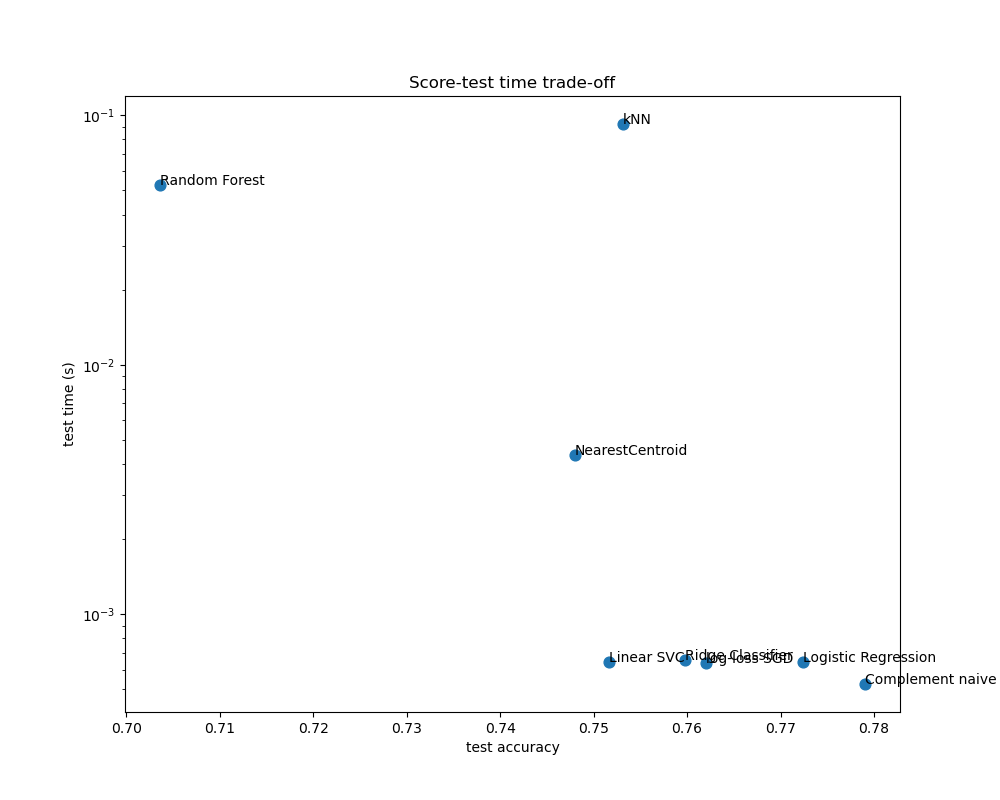 Score-test time trade-off
10⁻¹
kNN
Random Forest
10⁻²
test time (s)
NearestCentroid
10⁻³
Linear SVC
Ridge Classifier
log-loss SGD
Logistic Regression
Complement naive
0.70 0.71 0.72 0.73 0.74 0.75 0.76 0.77 0.78
test accuracy